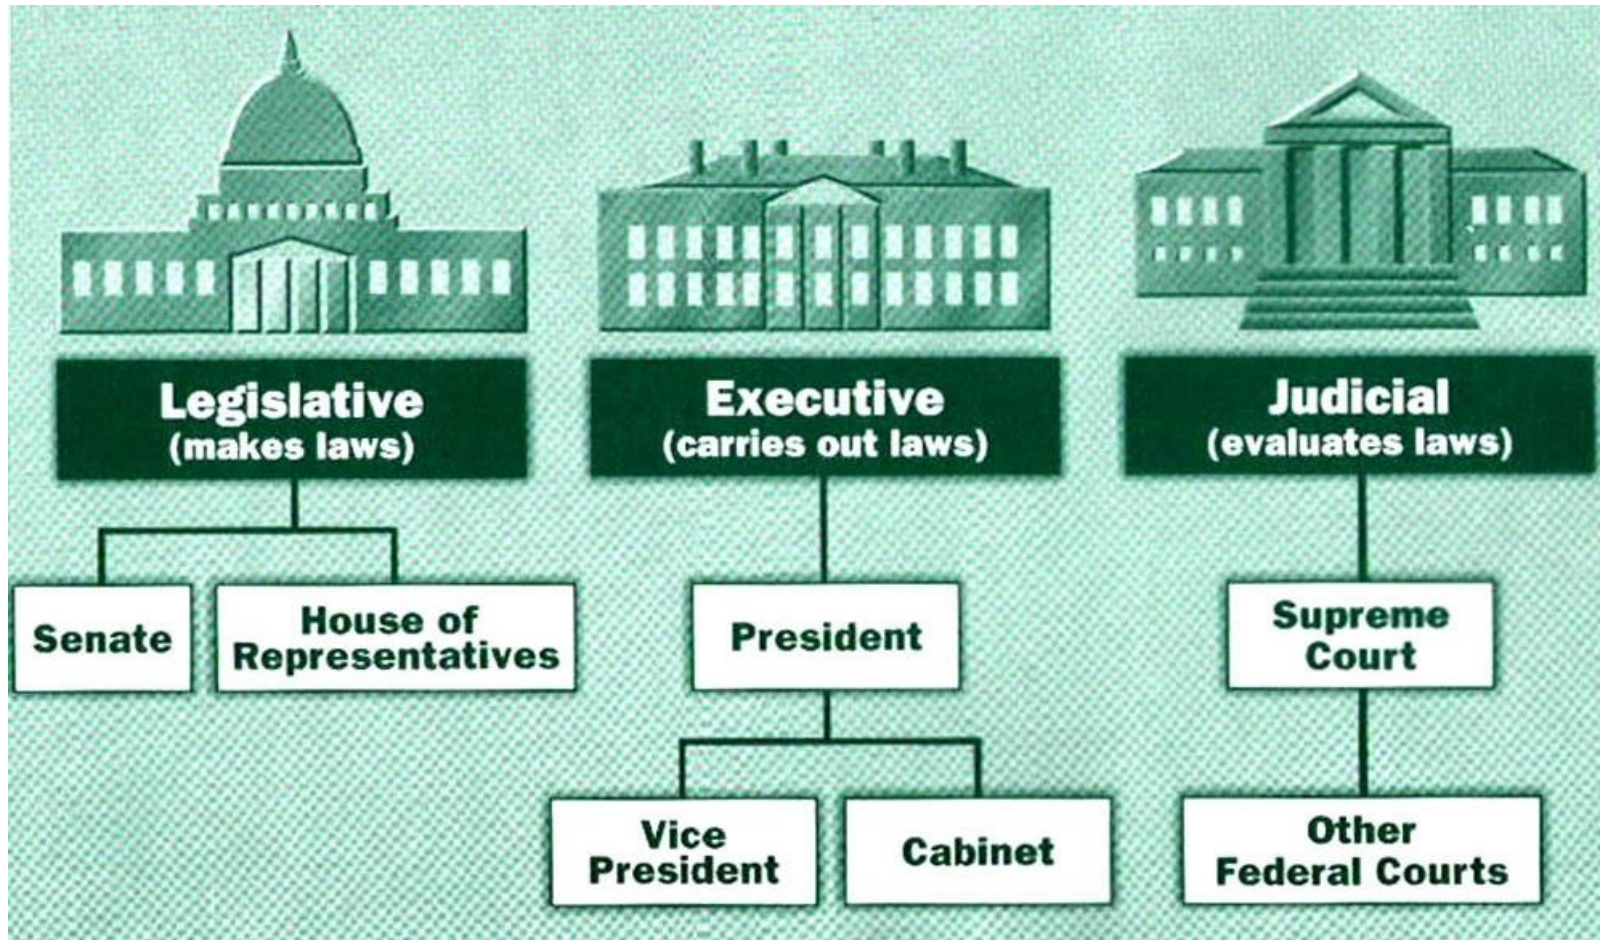 Legislative
(makes laws)
Senate
House of
Representatives
Executive
(carries out laws)
President
Vice
President
Cabinet
Judicial
(evaluates laws)
Supreme
Court
Other
Federal Courts